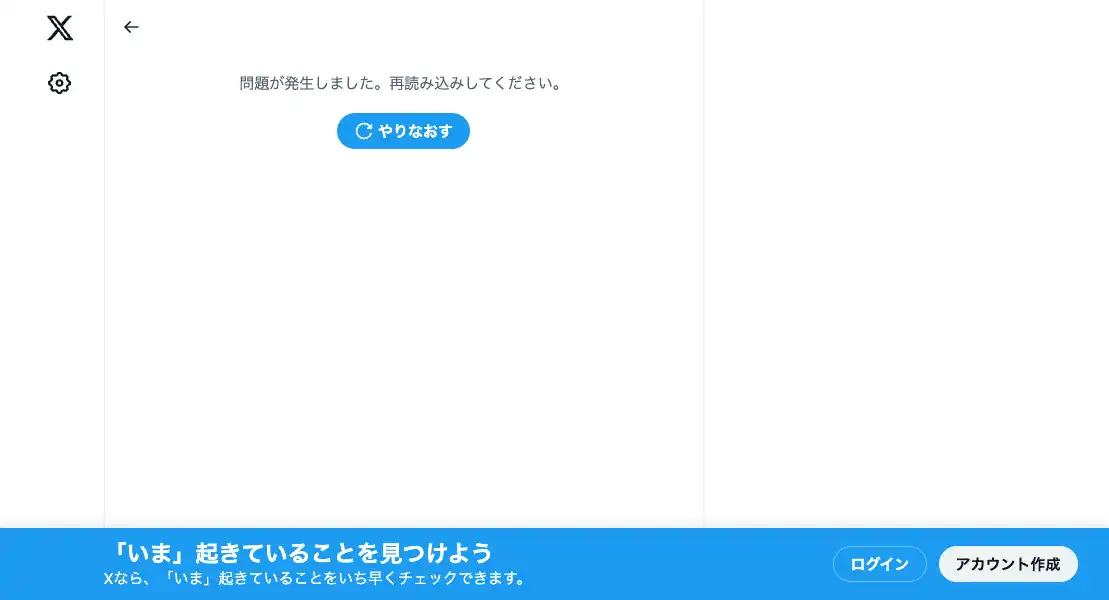 問題が発生しました。再読み込みしてください。
やりなおす
「いま」起きていることを見つけよう
Xなら、「いま」起きていることをいち早くチェックできます。
ログイン
アカウント作成